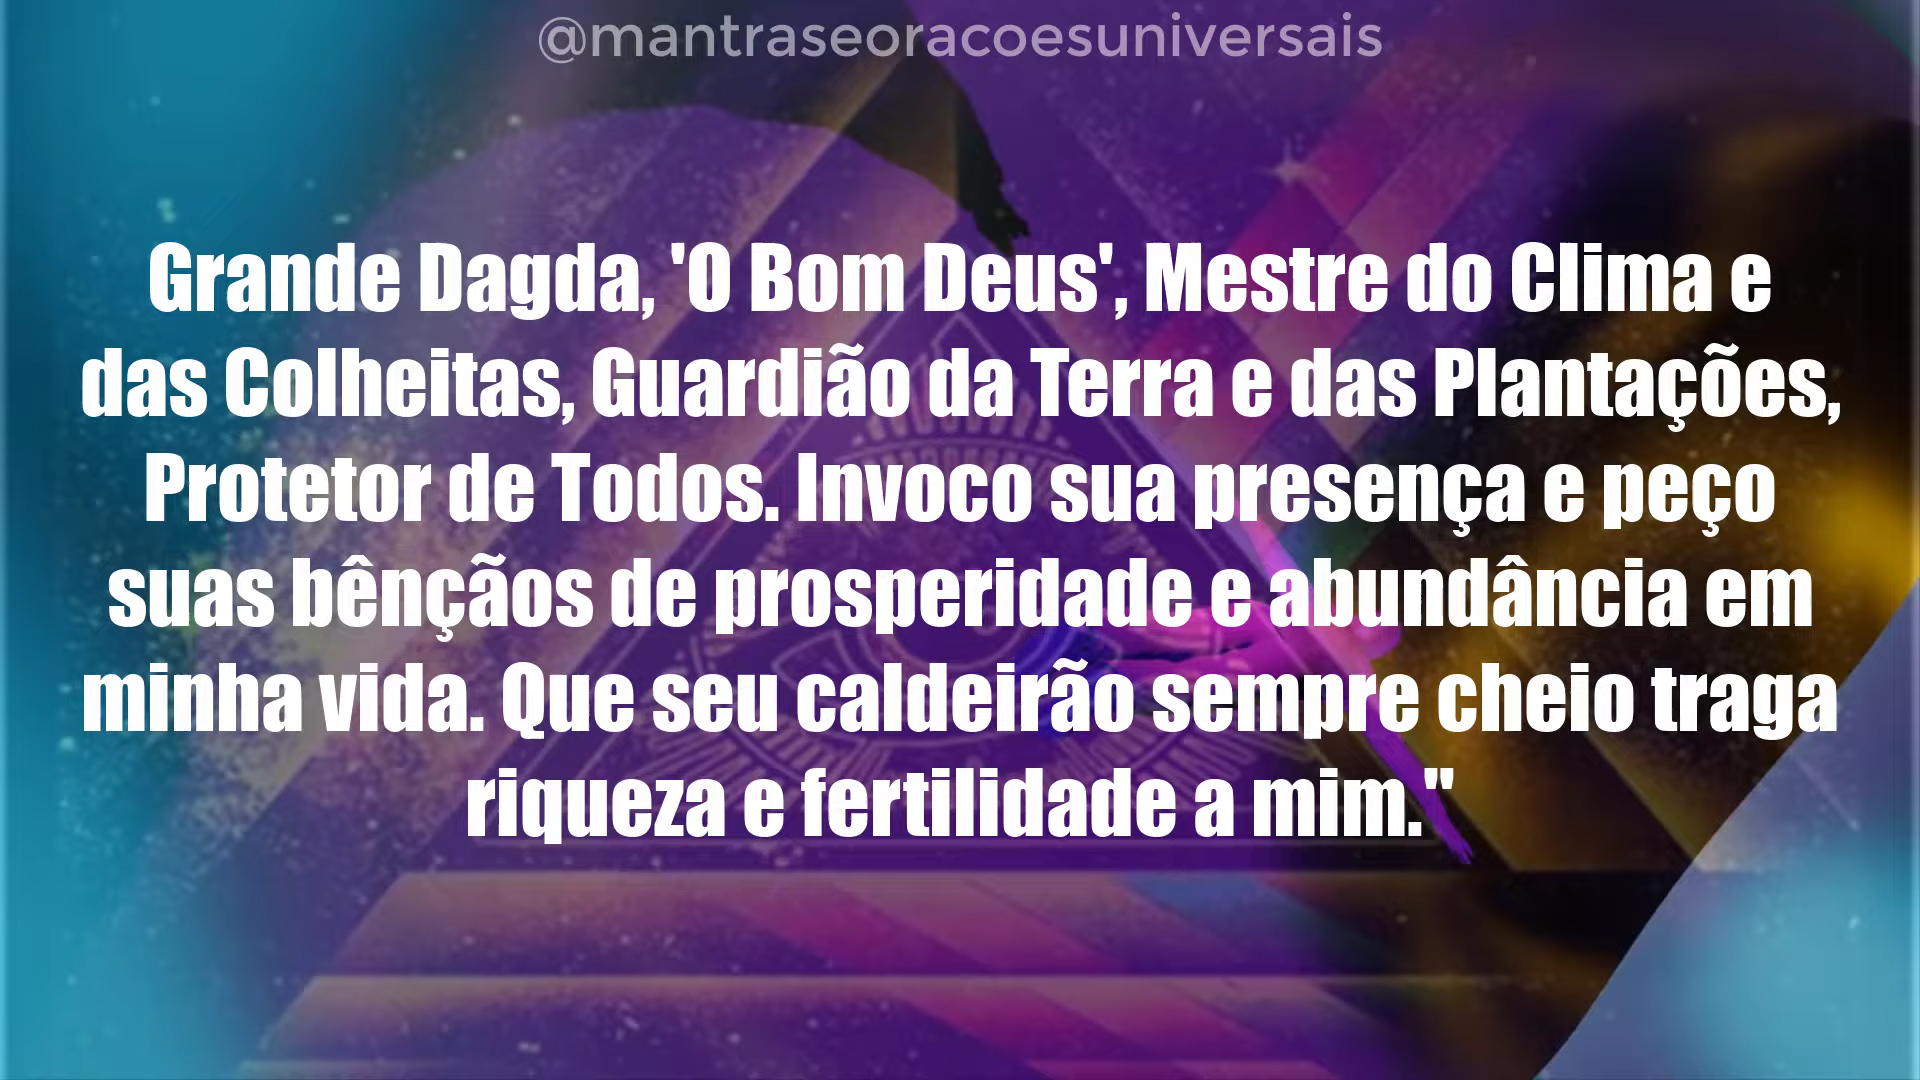 @mantraseoracoesuniversais
Grande Dagda, 'O Bom Deus', Mestre do Clima e
das Colheitas, Guardião da Terra e das Plantações,
Protetor de Todos. Invoco sua presença e peço
suas bênçãos de prosperidade e abundância em
minha vida. Que seu caldeirão sempre cheio traga
riqueza e fertilidade a mim."